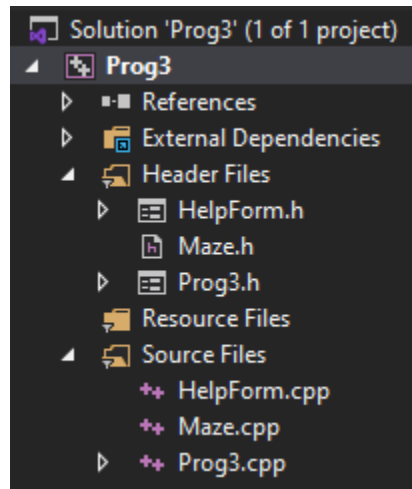 Solution 'Prog3' (1 of 1 project)
Prog3
References
External Dependencies
Header Files
HelpForm.h
Maze.h
Prog3.h
Resource Files
Source Files
HelpForm.cpp
Maze.cpp
Prog3.cpp